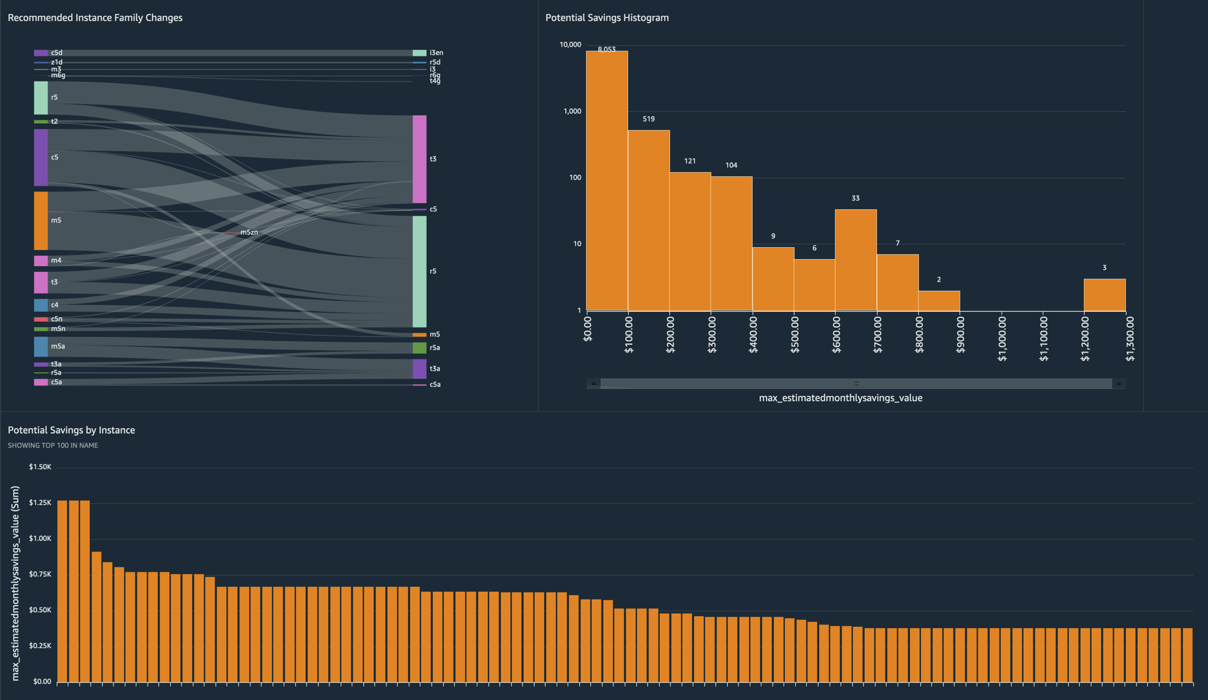 Recommended Instance Family Changes
c5d
z1d
m3
m6g
r5
t2
c5
m5
m4
t3
c4
c5n
m5n
m5a
t3a
r5a
c5a
m5zn
i3en
r5d
i3
r6g
t4g
t3
c5
r5
m5
r5a
t3a
c5a
Potential Savings Histogram
10,000
1,000
100
10
1
8,053
519
121
104
9
6
33
7
2
3
$0.00
$100.00
$200.00
$300.00
$400.00
$500.00
$600.00
$700.00
$800.00
$900.00
$1,000.00
$1,100.00
$1,200.00
$1,300.00
max_estimatedmonthlysavings_value
Potential Savings by Instance
SHOWING TOP 100 IN NAME
max_estimatedmonthlysavings_value (Sum)
$1.50K
$1.25K
$1.00K
$0.75K
$0.50K
$0.25K
$0.00